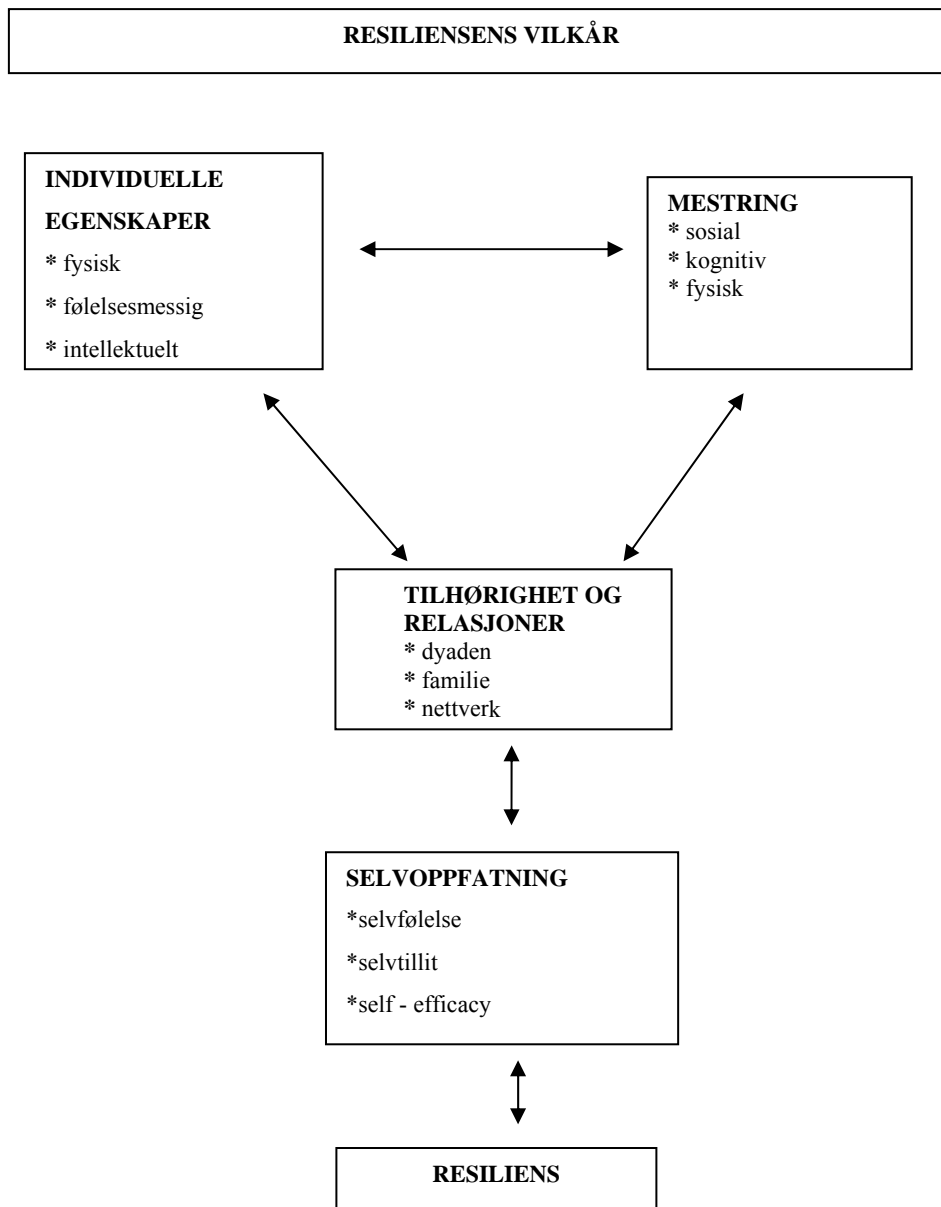 RESILIENSENS VILKÅR
INDIVIDUELLE
EGENSKAPER
* fysisk
* følelsesmessig
* intellektuelt
MESTRING
* sosial
* kognitiv
* fysisk
TILHØRIGHET OG
RELASJONER
* dyaden
* familie
* nettverk
SELVOPPFATNING
*selvfølelse
*selvtillit
*self - efficacy
RESILIENS